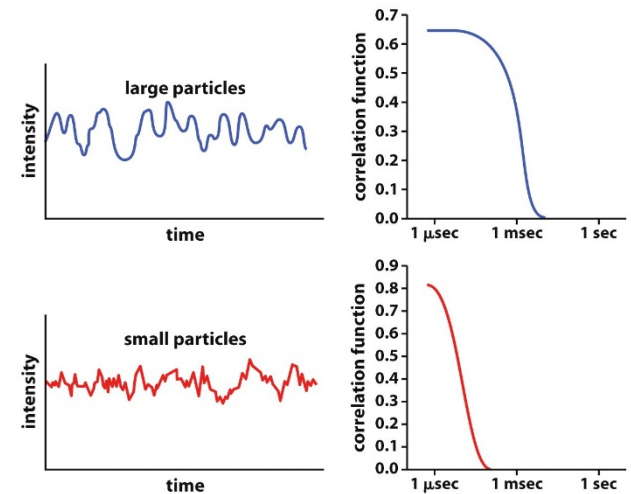 large particles
intensity
time
correlation function
0.7
0.6
0.5
0.4
0.3
0.2
0.1
0.0
1 μsec
1 msec
1 sec
small particles
intensity
time
correlation function
0.9
0.8
0.7
0.6
0.5
0.4
0.3
0.2
0.1
0.0
1 μsec
1 msec
1 sec